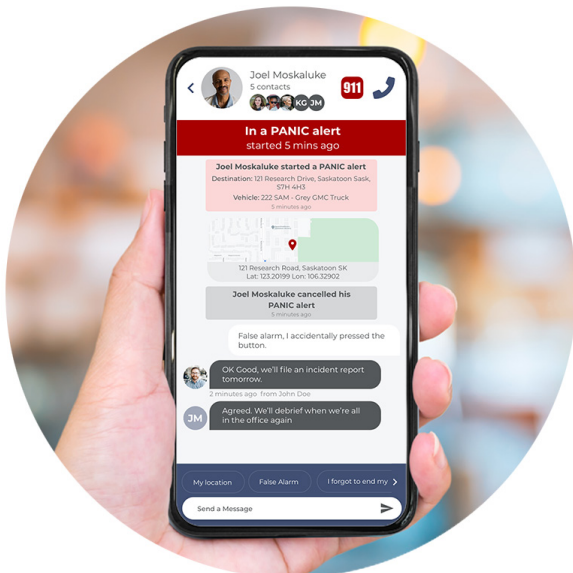 Joel Moskaluke
5 contacts
KG JM
911
In a PANIC alert
started 5 mins ago
Joel Moskaluke started a PANIC alert
Destination: 121 Research Drive, Saskatoon Sask,
S7H 4H3
Vehicle: 222 SAM - Grey GMC Truck
5 minutes ago
121 Research Road, Saskatoon SK
Lat: 123.20199 Lon: 106.32902
Joel Moskaluke cancelled his
PANIC alert
5 minutes ago
False alarm, I accidentally pressed the
button.
OK Good, we'll file an incident report
tomorrow.
2 minutes ago from John Doe
JM
Agreed. We'll debrief when we're all
in the office again
My location
False Alarm
I forgot to end my
Send a Message